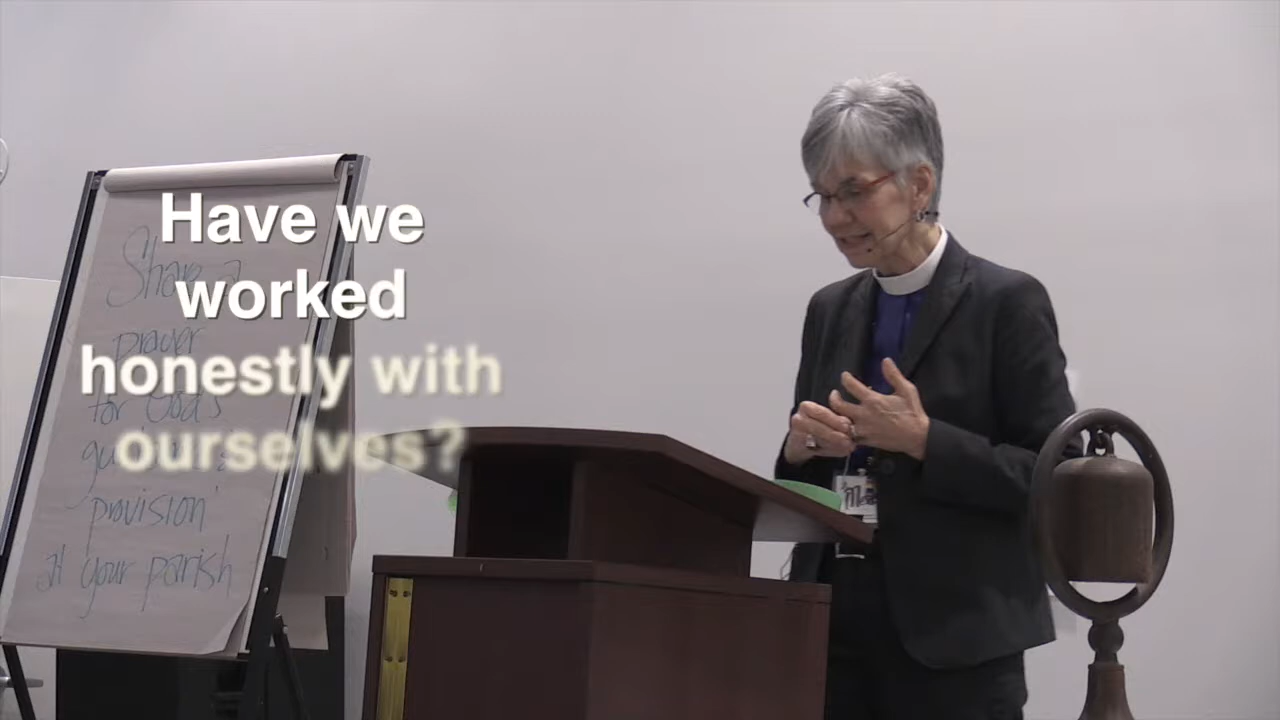 Have we
worked
honestly with
ourselves?
Share a
prayer
for God's
provision
at your parish